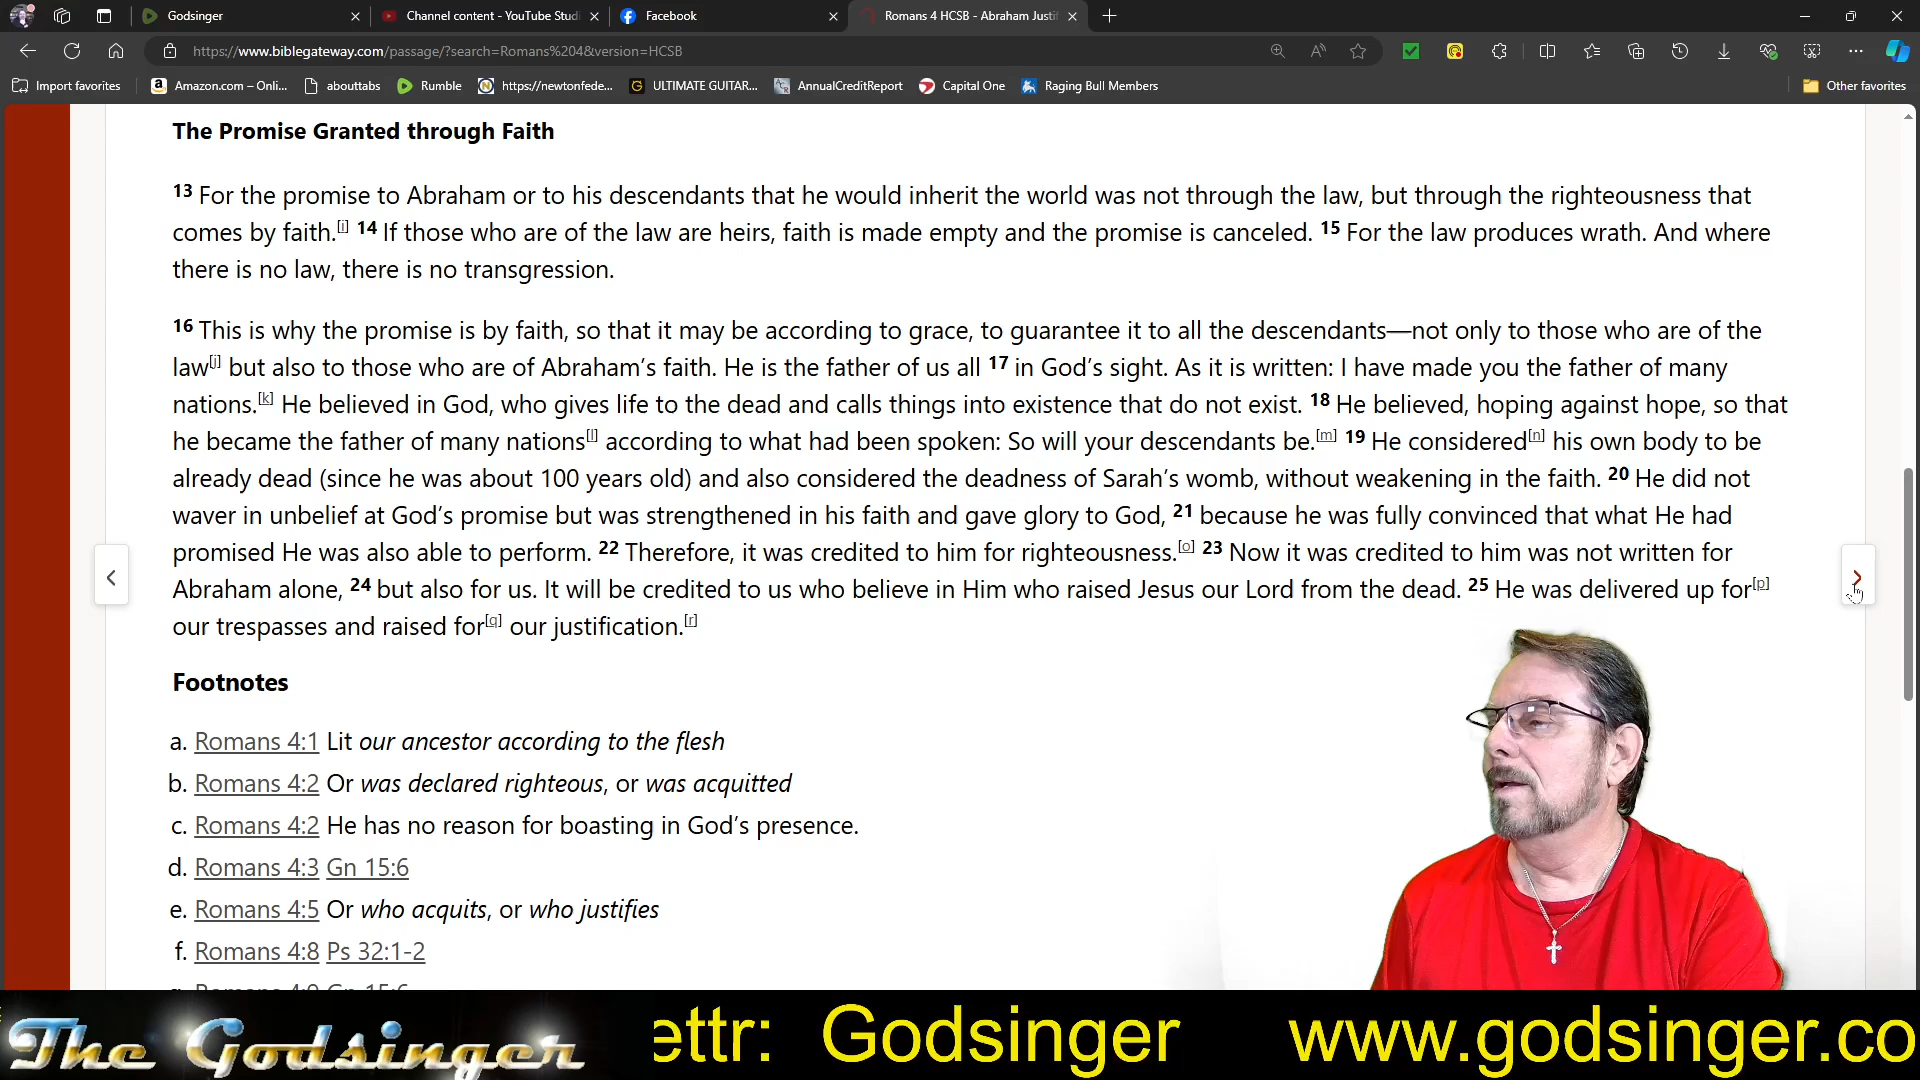 Godsinger
Channel content - YouTube Studi
Facebook
Romans 4 HCSB - Abraham Justi
https://www.biblegateway.com/passage/?search=Romans%204&version=HCSB
Import favorites
Amazon.com – Onli...
abouttabs
Rumble
https://newtonfede...
ULTIMATE GUITAR...
AnnualCreditReport
Capital One
Raging Bull Members
Other favorites
The Promise Granted through Faith
13 For the promise to Abraham or to his descendants that he would inherit the world was not through the law, but through the righteousness that
comes by faith.[i] 14 If those who are of the law are heirs, faith is made empty and the promise is canceled. 15 For the law produces wrath. And where
there is no law, there is no transgression.
16 This is why the promise is by faith, so that it may be according to grace, to guarantee it to all the descendants—not only to those who are of the
law[j] but also to those who are of Abraham’s faith. He is the father of us all 17 in God’s sight. As it is written: I have made you the father of many
nations.[k] He believed in God, who gives life to the dead and calls things into existence that do not exist. 18 He believed, hoping against hope, so that
he became the father of many nations[l] according to what had been spoken: So will your descendants be.[m] 19 He considered[n] his own body to be
already dead (since he was about 100 years old) and also considered the deadness of Sarah’s womb, without weakening in the faith. 20 He did not
waver in unbelief at God’s promise but was strengthened in his faith and gave glory to God, 21 because he was fully convinced that what He had
promised He was also able to perform. 22 Therefore, it was credited to him for righteousness.[o] 23 Now it was credited to him was not written for
Abraham alone, 24 but also for us. It will be credited to us who believe in Him who raised Jesus our Lord from the dead. 25 He was delivered up for[p]
our trespasses and raised for[q] our justification.[r]
Footnotes
a. Romans 4:1 Lit our ancestor according to the flesh
b. Romans 4:2 Or was declared righteous, or was acquitted
c. Romans 4:2 He has no reason for boasting in God’s presence.
d. Romans 4:3 Gn 15:6
e. Romans 4:5 Or who acquits, or who justifies
f. Romans 4:8 Ps 32:1-2
The Godsinger
ettr: Godsinger www.godsinger.co